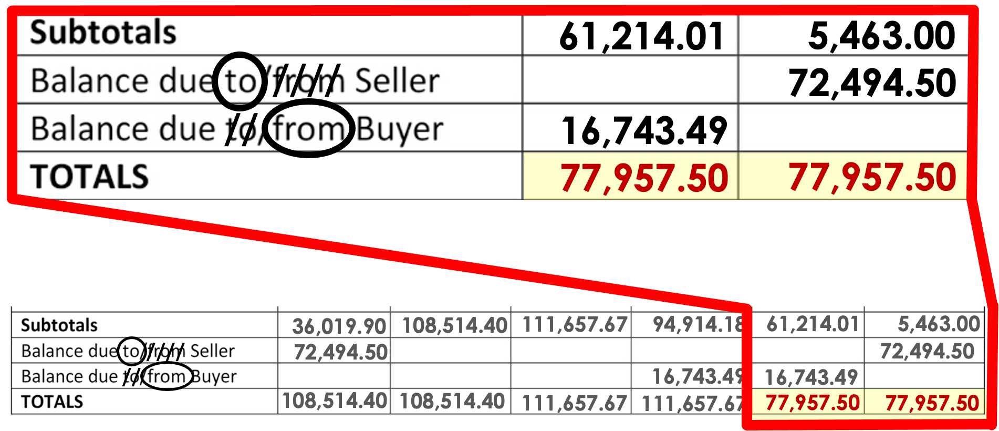 Subtotals 61,214.01 5,463.00
Balance due to/from Seller 72,494.50
Balance due to/from Buyer 16,743.49
TOTALS 77,957.50 77,957.50
Subtotals 36,019.90 108,514.40 111,657.67 94,914.18 61,214.01 5,463.00
Balance due to/from Seller 72,494.50 72,494.50
Balance due to/from Buyer 16,743.49 16,743.49
TOTALS 108,514.40 108,514.40 111,657.67 111,657.67 77,957.50 77,957.50